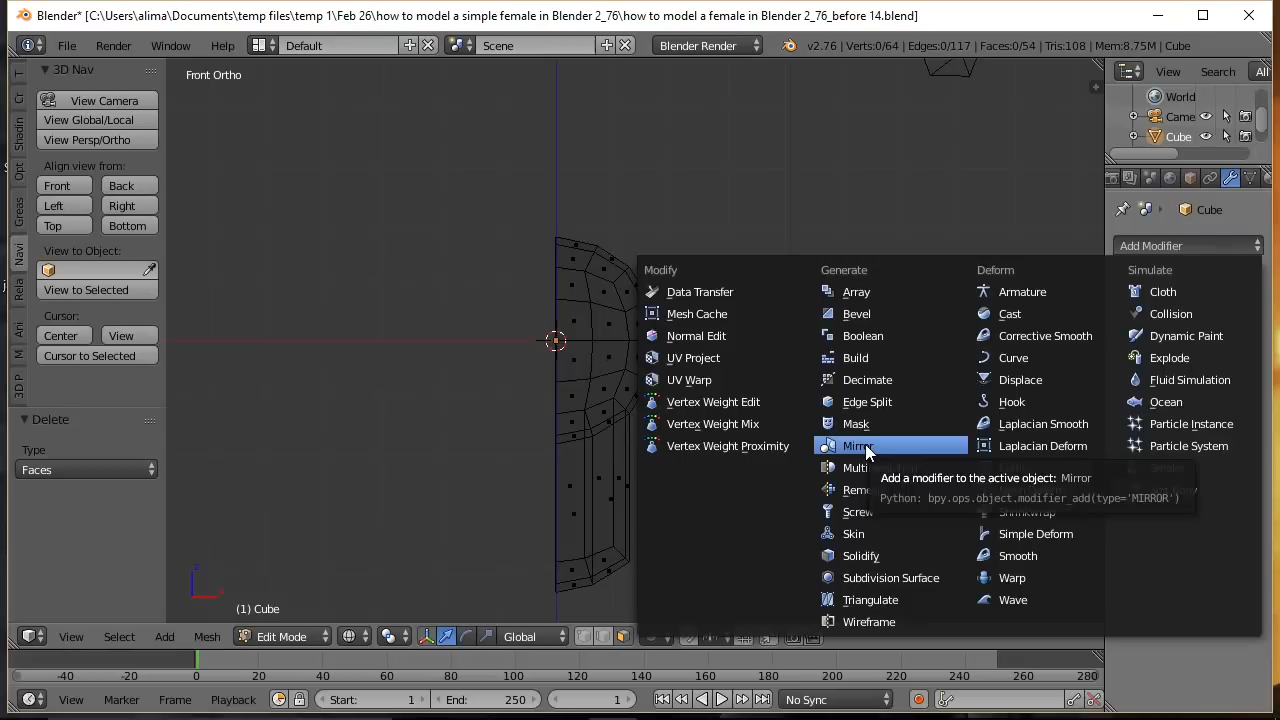 Blender* [C:\Users\alima\Documents\temp files\temp 1\Feb 26\how to model a simple female in Blender 2_76\how to model a female in Blender 2_76_before 14.blend]
File Render Window Help Default Scene Blender Render v2.76 | Verts:0/64 | Edges:0/117 | Faces:0/54 | Tris:108 | Mem:8.75M | Cube
3D Nav
Front Ortho
View Search All
View Camera
View Global/Local
View Persp/Ortho
World
Came
Cube
Align view from:
Front Back
Left Right
Top Bottom
View to Object:
View to Selected
Cursor:
Center View
Cursor to Selected
T
Cr
Shadin
Opt
Greas
Navi
Rela
Ani
M
3D P
Delete
Type
Faces
Cube
Add Modifier
Modify
Data Transfer
Mesh Cache
Normal Edit
UV Project
UV Warp
Vertex Weight Edit
Vertex Weight Mix
Vertex Weight Proximity
Generate
Array
Bevel
Boolean
Build
Decimate
Edge Split
Mask
Mirror
Multi
Rem
Screw
Skin
Solidify
Subdivision Surface
Triangulate
Wireframe
Deform
Armature
Cast
Corrective Smooth
Curve
Displace
Hook
Laplacian Smooth
Laplacian Deform
Shrinkwrap
Simple Deform
Smooth
Warp
Wave
Simulate
Cloth
Collision
Dynamic Paint
Explode
Fluid Simulation
Ocean
Particle Instance
Particle System
Add a modifier to the active object: Mirror
Python: bpy.ops.object.modifier_add(type='MIRROR')
z
x
(1) Cube
View Select Add Mesh Edit Mode Global
-40 -20 0 20 40 60 80 100 120 140 160 180 200 220 240 260 280
View Marker Frame Playback Start: 1 End: 250 1 No Sync